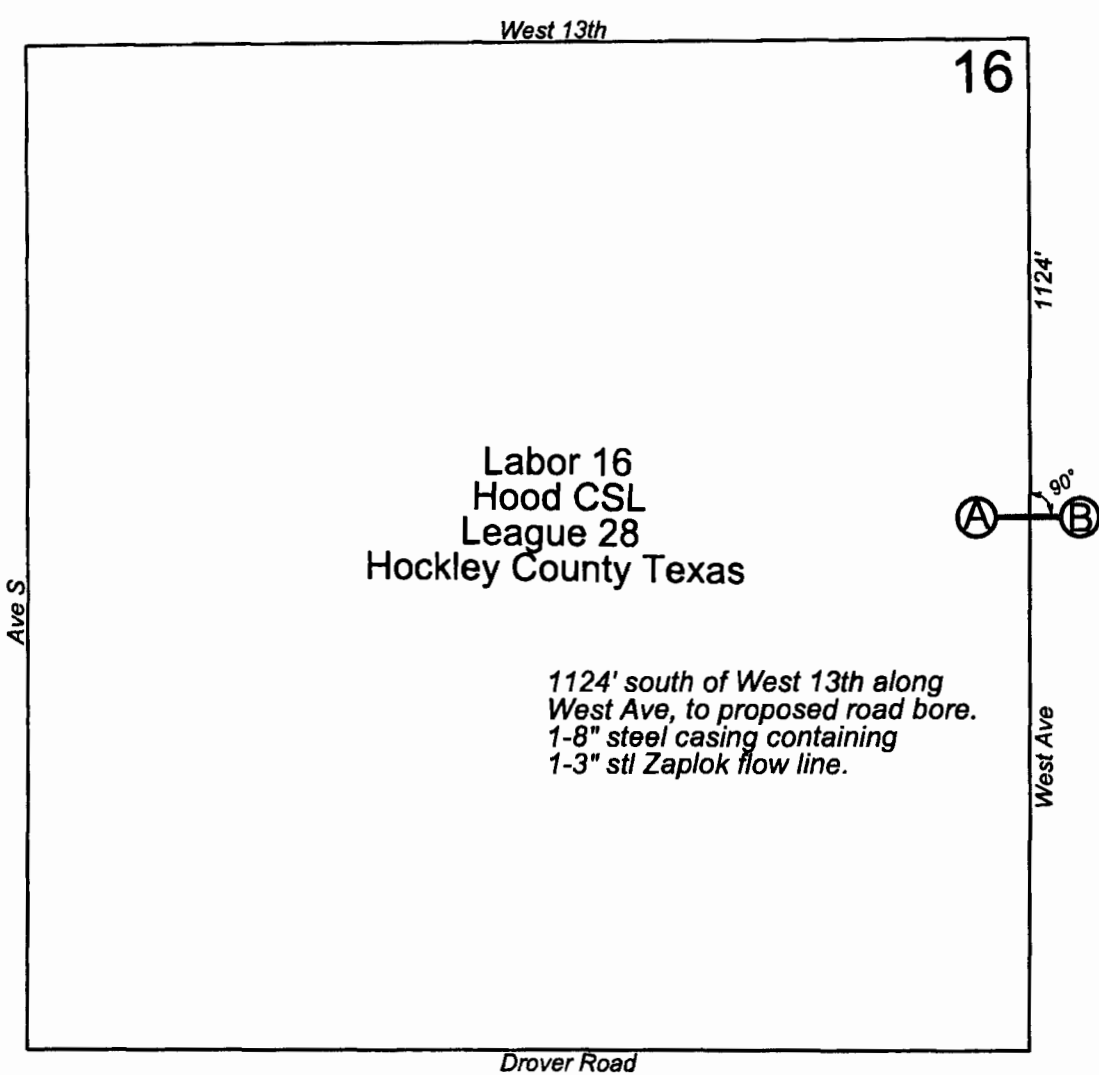 West 13th
16
1124'
Labor 16
Hood CSL
League 28
Hockley County Texas
90°
A
B
Ave S
1124' south of West 13th along
West Ave, to proposed road bore.
1-8" steel casing containing
1-3" stl Zaplok flow line.
West Ave
Drover Road